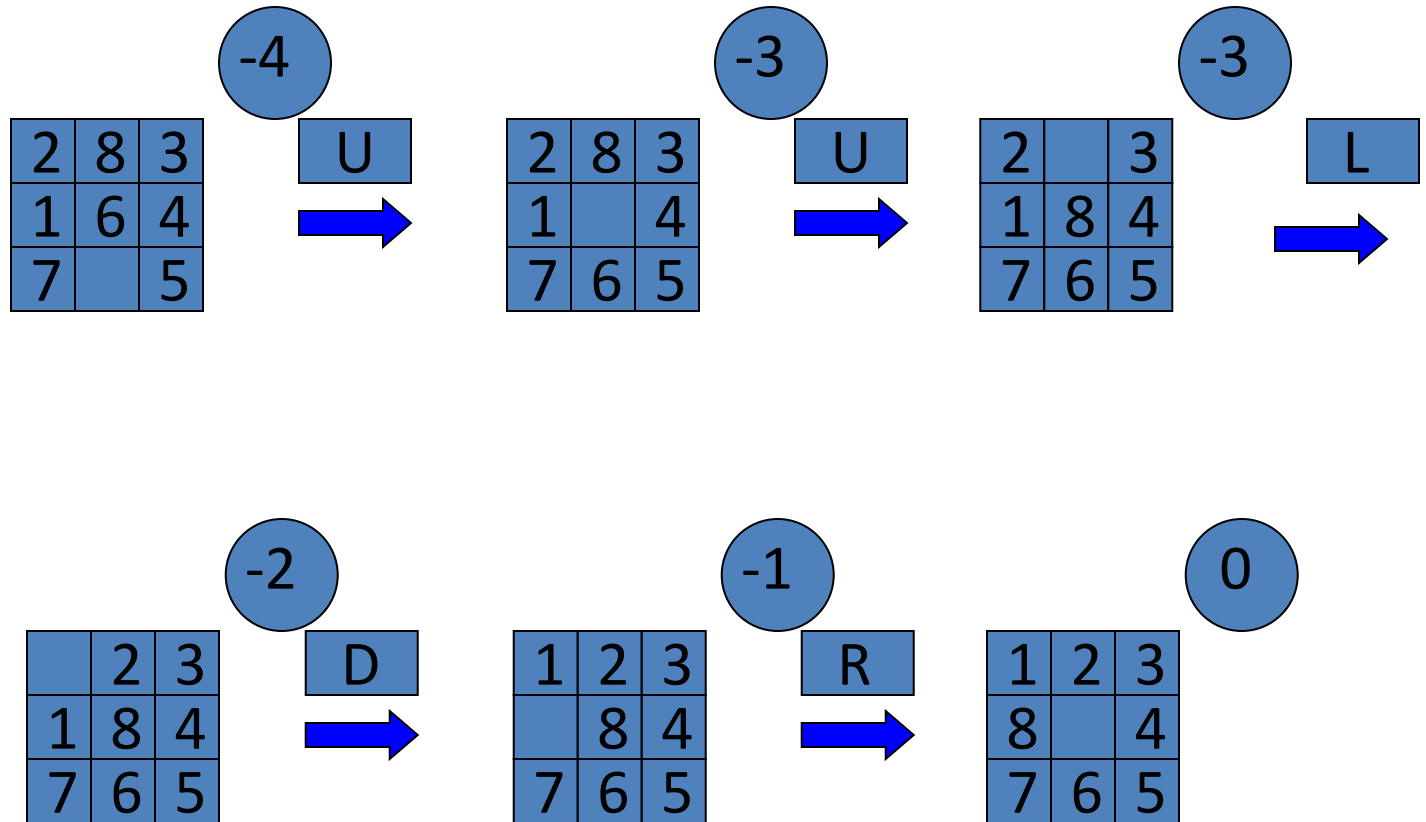 -4 -3 -3
2 8 3 U 2 8 3 U 2 3 L
1 6 4 1 4 1 8 4
7 5 7 6 5 7 6 5
-2 -1 0
2 3 D 1 2 3 R 1 2 3
1 8 4 8 4 8 4
7 6 5 7 6 5 7 6 5